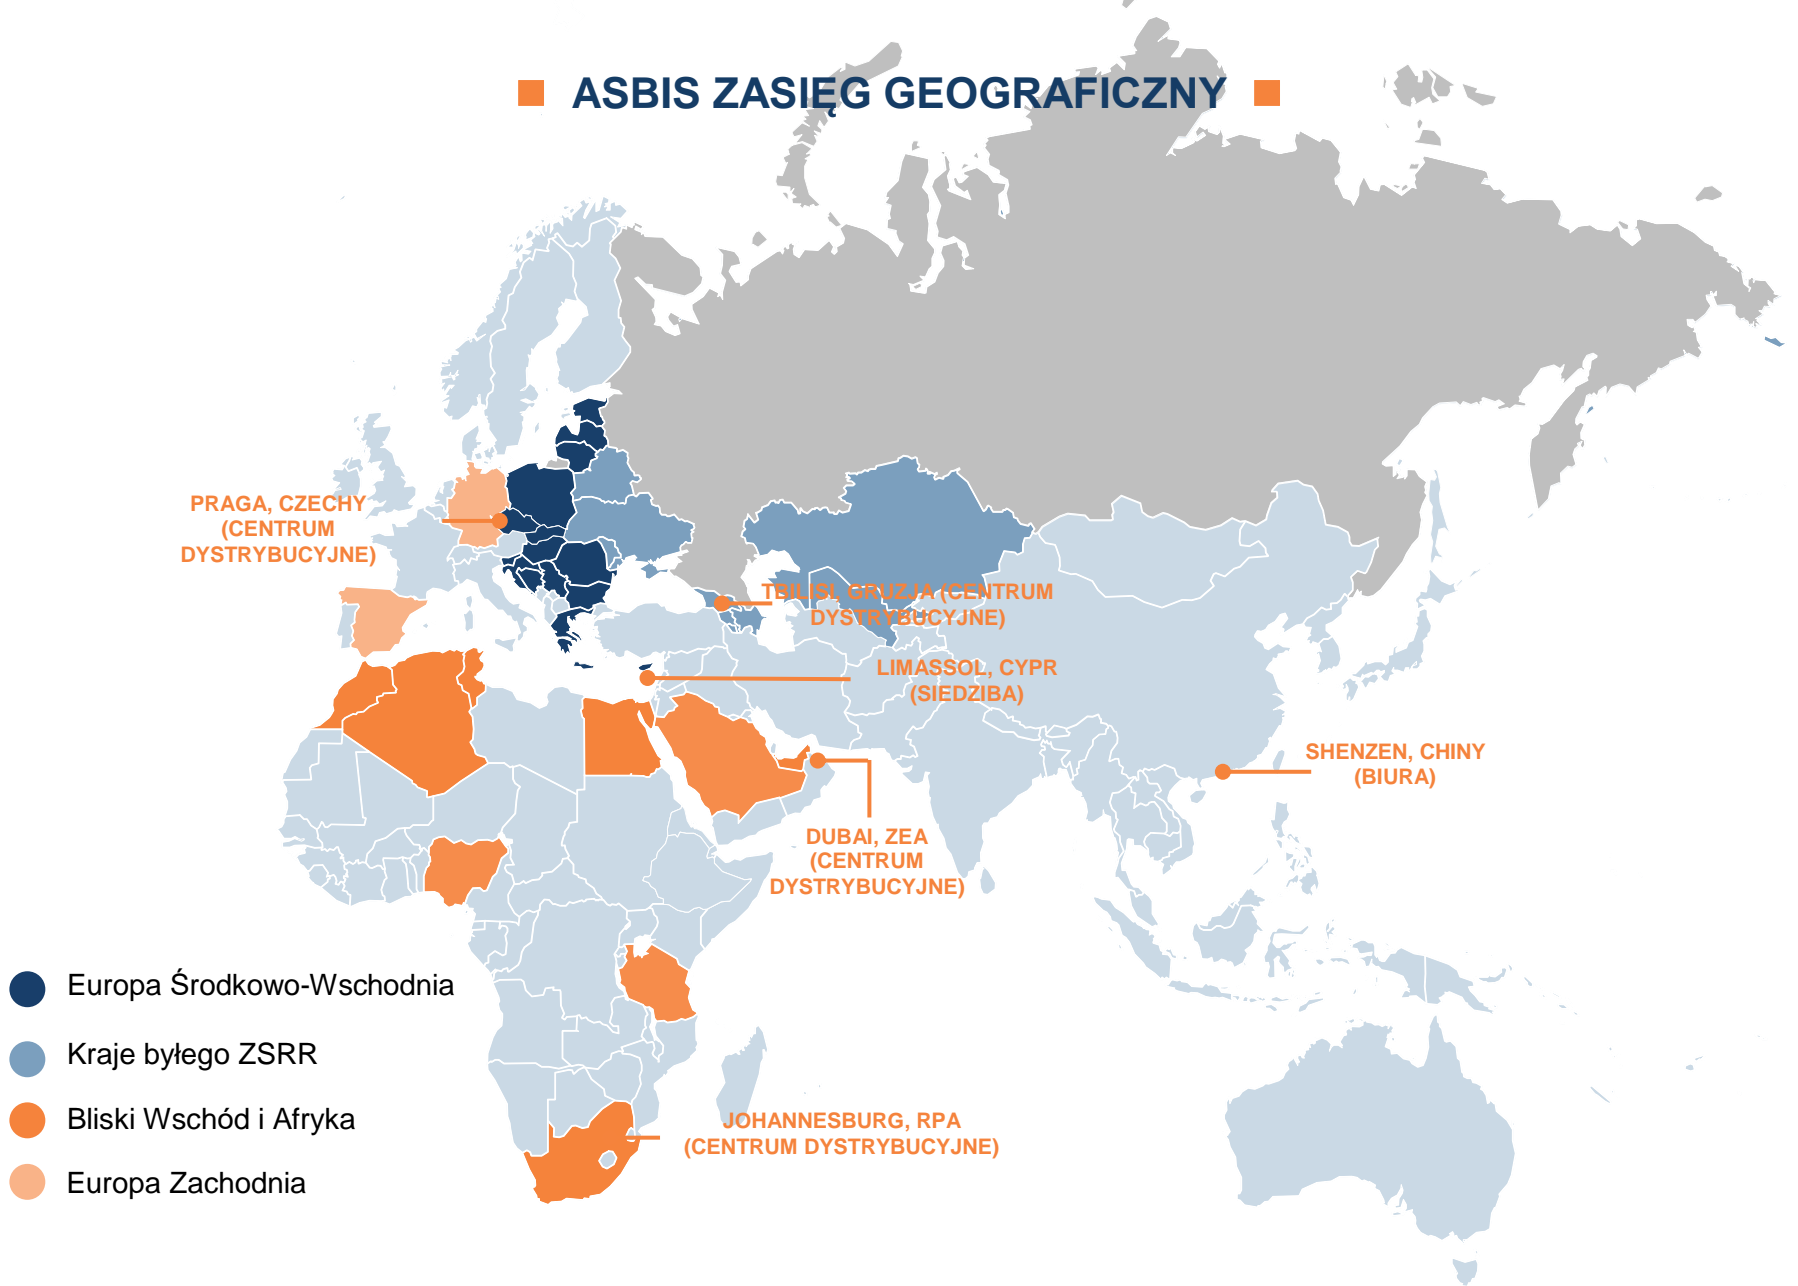 ASBIS ZASIĘG GEOGRAFICZNY
PRAGA, CZECHY
(CENTRUM
DYSTRYBUCYJNE)
TBILISI, GRUZJA (CENTRUM
DYSTRYBUCYJNE)
LIMASSOL, CYPR
(SIEDZIBA)
SHENZEN, CHINY
(BIURA)
DUBAI, ZEA
(CENTRUM
DYSTRYBUCYJNE)
JOHANNESBURG, RPA
(CENTRUM DYSTRYBUCYJNE)
Europa Środkowo-Wschodnia
Kraje byłego ZSRR
Bliski Wschód i Afryka
Europa Zachodnia